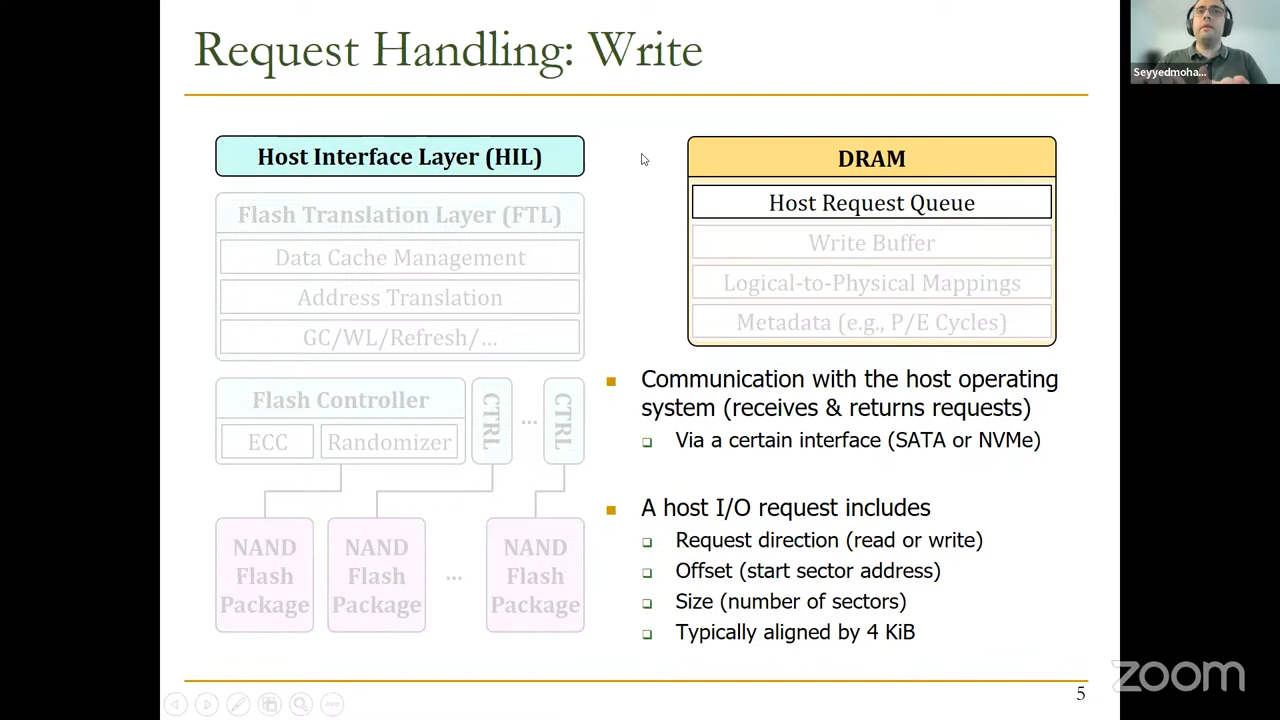 Request Handling: Write
Seyyedmoha...
Host Interface Layer (HIL)
Flash Translation Layer (FTL)
Data Cache Management
Address Translation
GC/WL/Refresh/...
Flash Controller
ECC
Randomizer
CTRL
...
CTRL
NAND
Flash
Package
NAND
Flash
Package
...
NAND
Flash
Package
DRAM
Host Request Queue
Write Buffer
Logical-to-Physical Mappings
Metadata (e.g., P/E Cycles)
Communication with the host operating
system (receives & returns requests)
Via a certain interface (SATA or NVMe)
A host I/O request includes
Request direction (read or write)
Offset (start sector address)
Size (number of sectors)
Typically aligned by 4 KiB
5
zoom